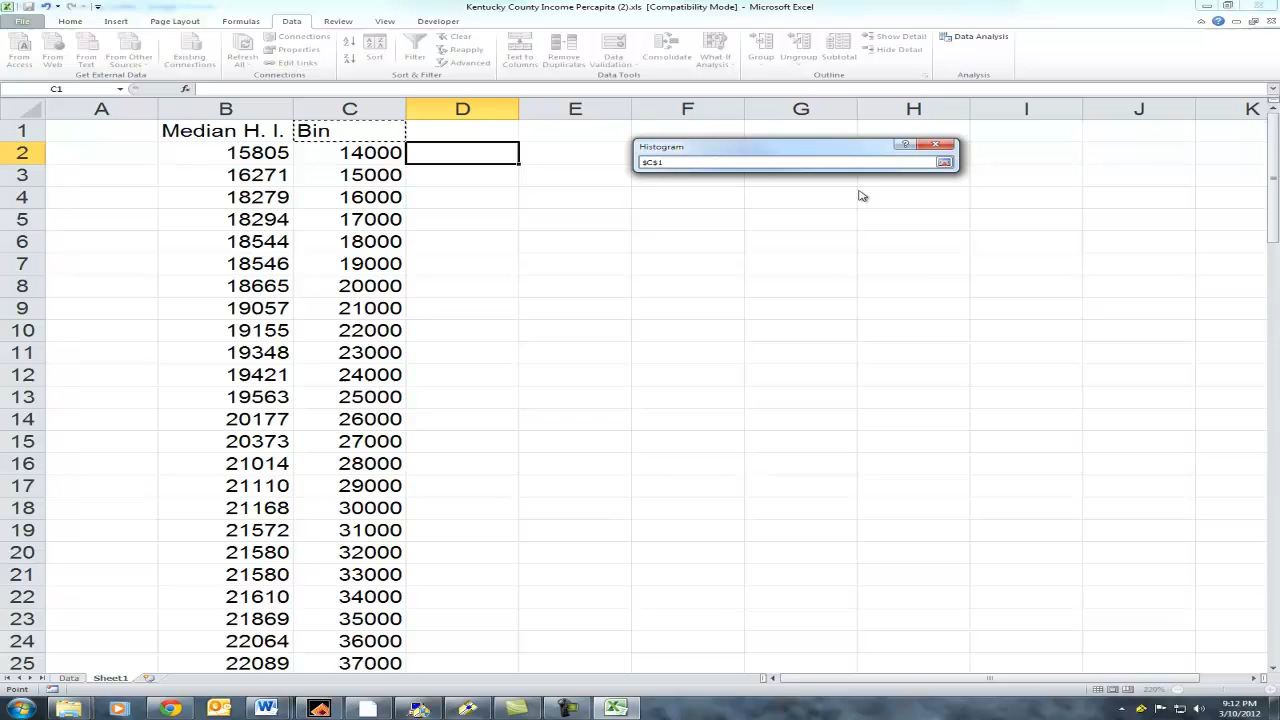 Kentucky County Income Percapita (2).xls [Compatibility Mode] - Microsoft Excel
File Home Insert Page Layout Formulas Data Review View Developer
From Access
From Web
From Other Sources
Existing Connections
Get External Data
Refresh All
Connections
Properties
Edit Links
Connections
Sort
Filter
Clear
Reapply
Advanced
Sort & Filter
Text to Columns
Remove Duplicates
Data Validation
Consolidate
What If Analysis
Data Tools
Group
Ungroup
Subtotal
Show Detail
Hide Detail
Outline
Data Analysis
Analysis
C1 fx
A B C D E F G H I J K
1 Median H. I. Bin
2 15805 14000
3 16271 15000
4 18279 16000
5 18294 17000
6 18544 18000
7 18546 19000
8 18665 20000
9 19057 21000
10 19155 22000
11 19348 23000
12 19421 24000
13 19563 25000
14 20177 26000
15 20373 27000
16 21014 28000
17 21110 29000
18 21168 30000
19 21572 31000
20 21580 32000
21 21580 33000
22 21610 34000
23 21869 35000
24 22064 36000
25 22089 37000
Histogram
$C$1
Data Sheet1
Point 220%
9:12 PM
3/10/2012